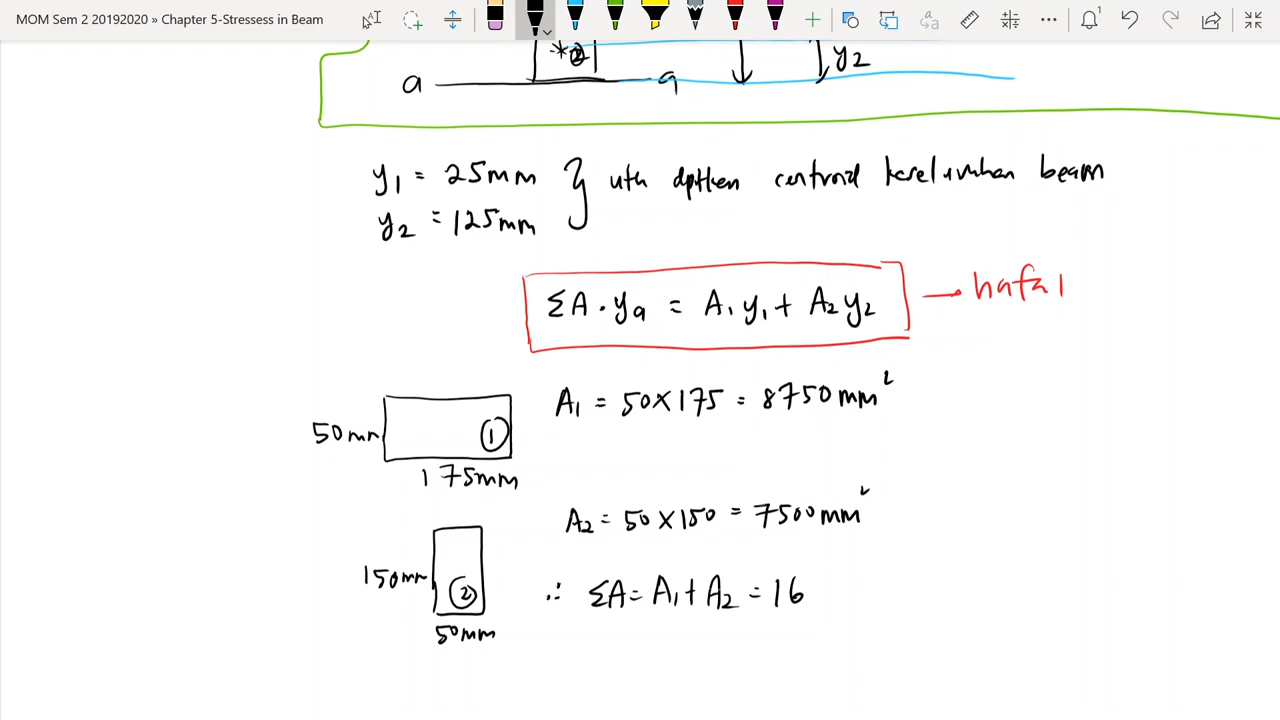 MOM Sem 2 20192020 » Chapter 5-Stressess in Beam
*②
y2
a a
y1 = 25mm
y2 = 125mm } utk dptkan centroid keseluruhan beam
ΣA . ya = A1 y1 + A2 y2 → hafal
A1 = 50 x 175 = 8750 mm²
50mm
①
175mm
A2 = 50 x 150 = 7500 mm²
150mm
②
∴ ΣA = A1 + A2 = 16
50mm